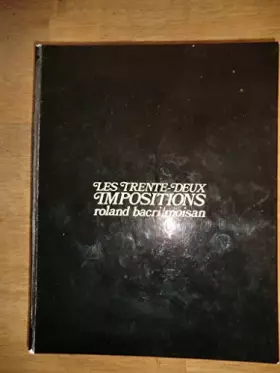 LES TRENTE-DEUX
IMPOSITIONS
roland bacri/moisan